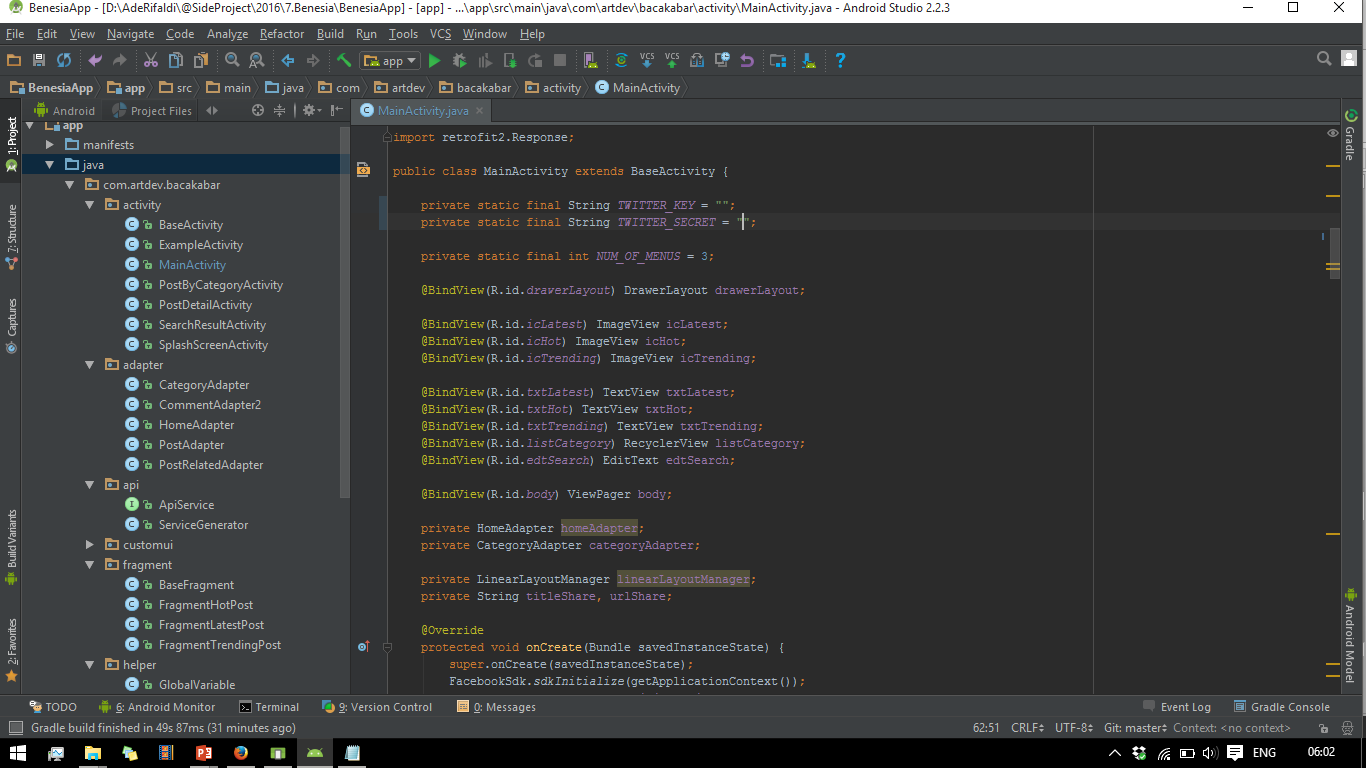 BenesiaApp - [D:\AdeRifaldi\@SideProject\2016\7.Benesia\BenesiaApp] - [app] - ...\app\src\main\java\com\artdev\bacakabar\activity\MainActivity.java - Android Studio 2.2.3
File Edit View Navigate Code Analyze Refactor Build Run Tools VCS Window Help
app VCS VCS
BenesiaApp app src main java com artdev bacakabar activity MainActivity
Android Project Files
MainActivity.java
1: Project
7: Structure
Captures
Build Variants
2: Favorites
app
manifests
java
com.artdev.bacakabar
activity
BaseActivity
ExampleActivity
MainActivity
PostByCategoryActivity
PostDetailActivity
SearchResultActivity
SplashScreenActivity
adapter
CategoryAdapter
CommentAdapter2
HomeAdapter
PostAdapter
PostRelatedAdapter
api
ApiService
ServiceGenerator
customui
fragment
BaseFragment
FragmentHotPost
FragmentLatestPost
FragmentTrendingPost
helper
GlobalVariable
import retrofit2.Response;
public class MainActivity extends BaseActivity {
private static final String TWITTER_KEY = "";
private static final String TWITTER_SECRET = "";
private static final int NUM_OF_MENUS = 3;
@BindView(R.id.drawerLayout) DrawerLayout drawerLayout;
@BindView(R.id.icLatest) ImageView icLatest;
@BindView(R.id.icHot) ImageView icHot;
@BindView(R.id.icTrending) ImageView icTrending;
@BindView(R.id.txtLatest) TextView txtLatest;
@BindView(R.id.txtHot) TextView txtHot;
@BindView(R.id.txtTrending) TextView txtTrending;
@BindView(R.id.listCategory) RecyclerView listCategory;
@BindView(R.id.edtSearch) EditText edtSearch;
@BindView(R.id.body) ViewPager body;
private HomeAdapter homeAdapter;
private CategoryAdapter categoryAdapter;
private LinearLayoutManager linearLayoutManager;
private String titleShare, urlShare;
@Override
protected void onCreate(Bundle savedInstanceState) {
super.onCreate(savedInstanceState);
FacebookSdk.sdkInitialize(getApplicationContext());
Gradle
Android Model
TODO 6: Android Monitor Terminal 9: Version Control 0: Messages Event Log Gradle Console
Gradle build finished in 49s 87ms (31 minutes ago) 62:51 CRLF UTF-8 Git: master Context: <no context>
ENG 06:02